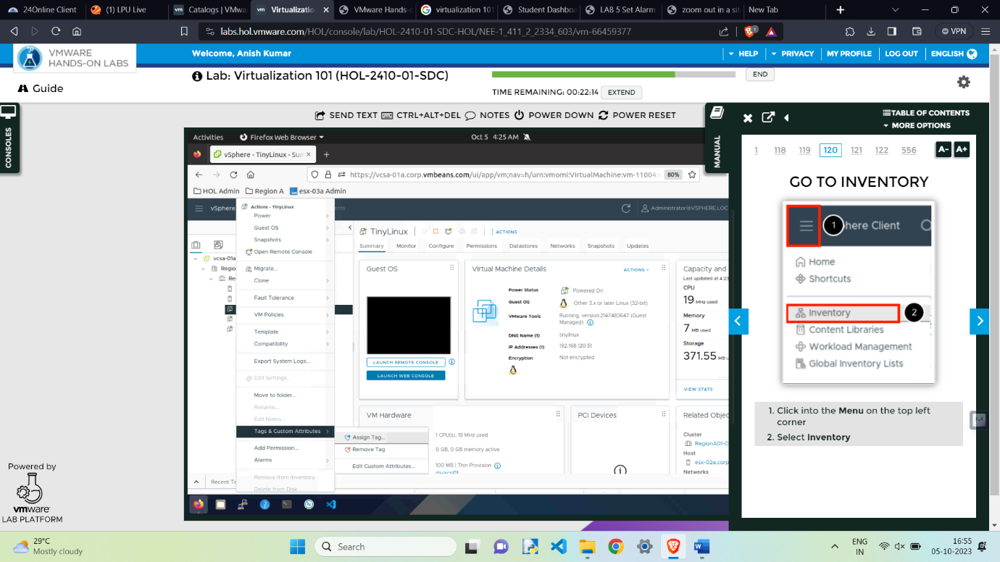 24Online Client
(1) LPU Live
Catalogs | VMwa
Virtualizatio
VMware Hands-o
virtualization 101
Student Dashboa
LAB 5 Set Alarm
zoom out in a sit
New Tab
labs.hol.vmware.com/HOL/console/lab/HOL-2410-01-SDC-HOL/NEE-1_411_2_2334_603/vm-66459377
VPN
VMWARE
HANDS-ON LABS
Welcome, Anish Kumar
HELP
PRIVACY
MY PROFILE
LOG OUT
ENGLISH
Lab: Virtualization 101 (HOL-2410-01-SDC)
END
Guide
TIME REMAINING: 00:22:14
EXTEND
SEND TEXT
CTRL+ALT+DEL
NOTES
POWER DOWN
POWER RESET
CONSOLES
MANUAL
TABLE OF CONTENTS
MORE OPTIONS
Activities
Firefox Web Browser
Oct 5 4:25 AM
vSphere - TinyLinux - Sum
https://vcsa-01a.corp.vmbeans.com/ui/app/vm;nav=h/urn:vmomi:VirtualMachine:vm-11004:
80%
HOL Admin
Region A
esx-03a Admin
vSphere
Administrator@VSPHERE.LOC
vcsa-01a
Regio
Re
Actions - TinyLinux
Power
Guest OS
Snapshots
Open Remote Console
Migrate...
Clone
Fault Tolerance
VM Policies
Template
Compatibility
Export System Logs...
Edit Settings...
Move to folder...
Rename...
Edit Notes...
Tags & Custom Attributes
Add Permission...
Alarms
Remove from Inventory
Delete from Disk
Assign Tag...
Remove Tag
Edit Custom Attributes...
TinyLinux
ACTIONS
Summary
Monitor
Configure
Permissions
Datastores
Networks
Snapshots
Updates
Guest OS
LAUNCH REMOTE CONSOLE
LAUNCH WEB CONSOLE
Virtual Machine Details
ACTIONS
Power Status
Powered On
Guest OS
Other 3.x or later Linux (32-bit)
VMware Tools
Running, version:2147483647 (Guest
Managed)
DNS Name (1)
tinylinux
IP Addresses (1)
192.168.120.51
Encryption
Not encrypted
Capacity and
Last updated at 4:23
CPU
19 MHz used
Memory
7 MB used
Storage
371.55 MB u
VIEW STATS
VM Hardware
1 CPU(s), 19 MHz used
0 GB, 0 GB memory active
100 MB | Thin Provision
ds-iscsi01
PCI Devices
Related Objec
Cluster
RegionA01-C
Host
esx-02a.corp
Networks
Recent Ta
1
118
119
120
121
122
556
A-
A+
GO TO INVENTORY
1
here Client
Home
Shortcuts
Inventory
2
Content Libraries
Workload Management
Global Inventory Lists
1. Click into the Menu on the top left
corner
2. Select Inventory
Powered by
vmware
LAB PLATFORM
29°C
Mostly cloudy
Search
ENG
IN
16:55
05-10-2023